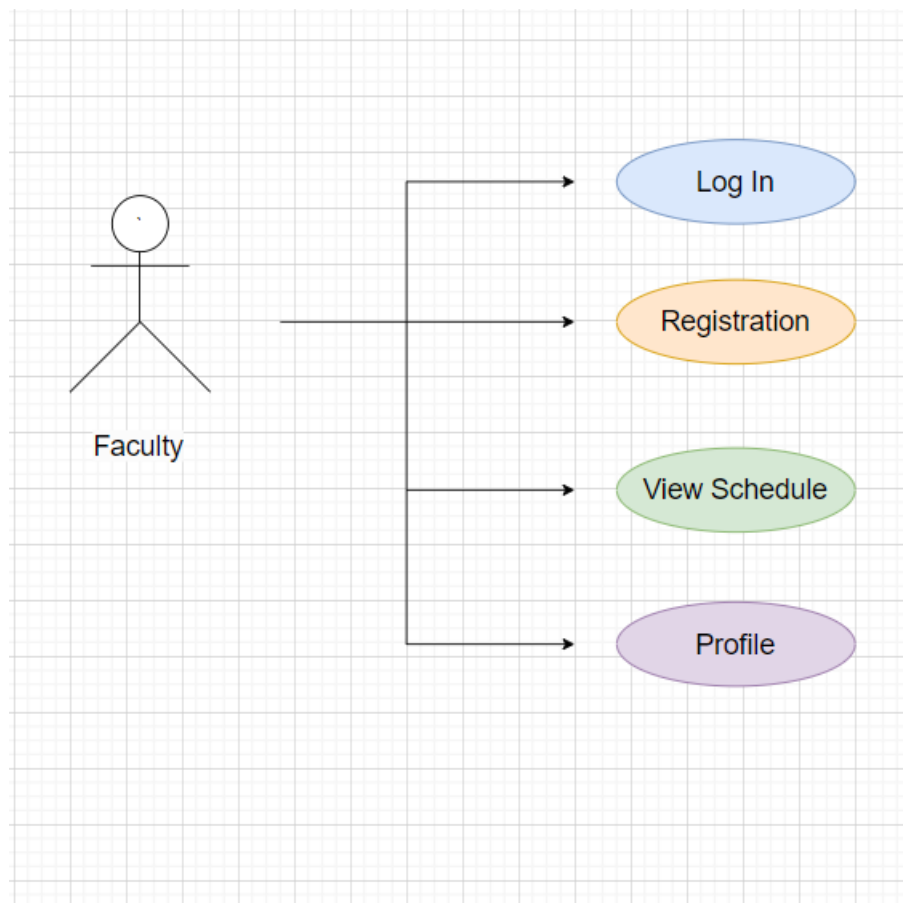 Log In
Registration
Faculty
View Schedule
Profile